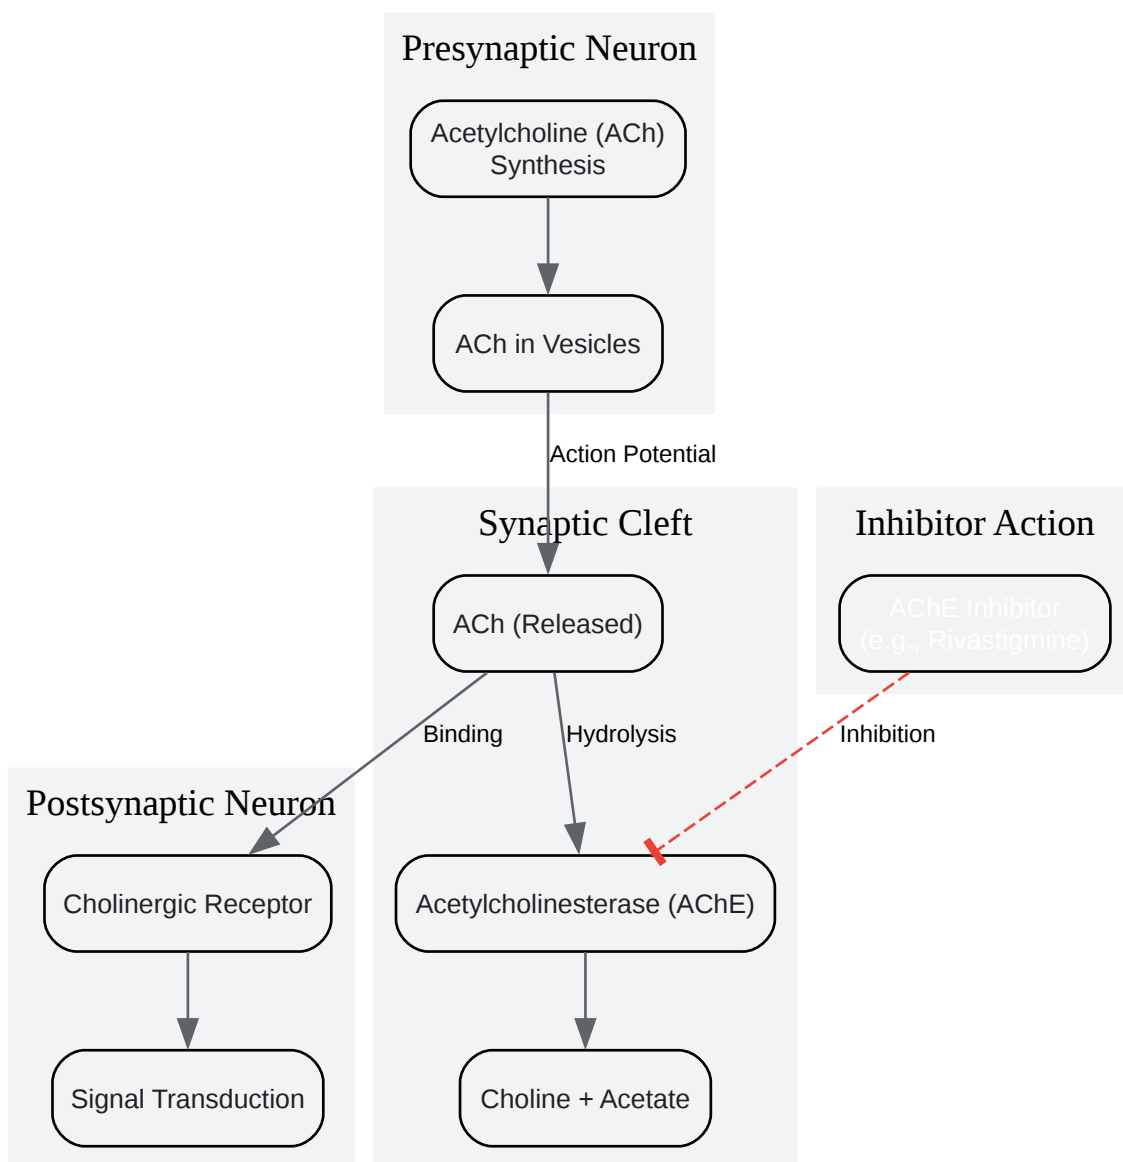 Presynaptic Neuron
Acetylcholine (ACh)
Synthesis
ACh in Vesicles
Action Potential
Synaptic Cleft
Inhibitor Action
ACh (Released)
AChE Inhibitor
(e.g., Rivastigmine)
Binding
Hydrolysis
Inhibition
Postsynaptic Neuron
Cholinergic Receptor
Acetylcholinesterase (AChE)
Signal Transduction
Choline + Acetate